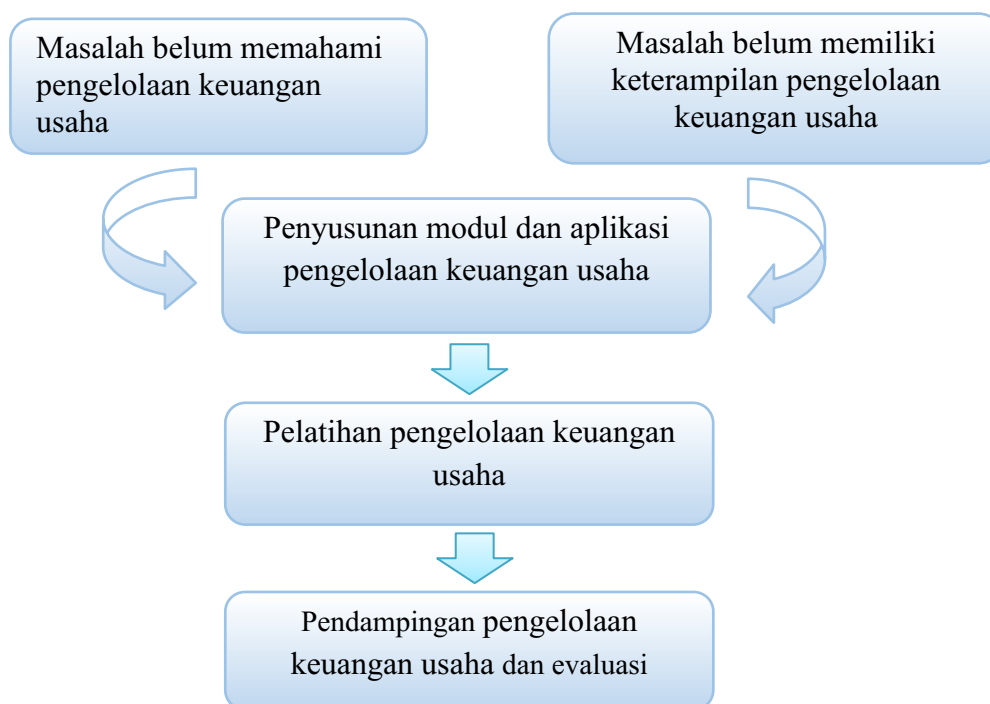 Masalah belum memahami
pengelolaan keuangan
usaha
Masalah belum memiliki
keterampilan pengelolaan
keuangan usaha
Penyusunan modul dan aplikasi
pengelolaan keuangan usaha
Pelatihan pengelolaan keuangan
usaha
Pendampingan pengelolaan
keuangan usaha dan evaluasi